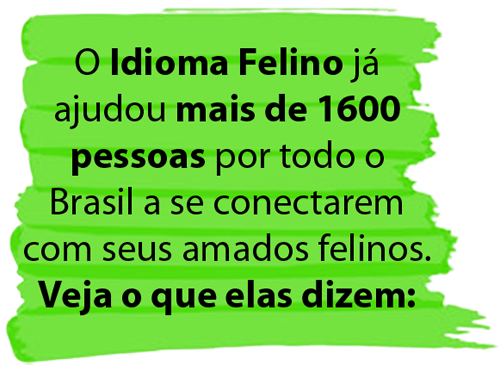 O Idioma Felino já
ajudou mais de 1600
pessoas por todo o
Brasil a se conectarem
com seus amados felinos.
Veja o que elas dizem: